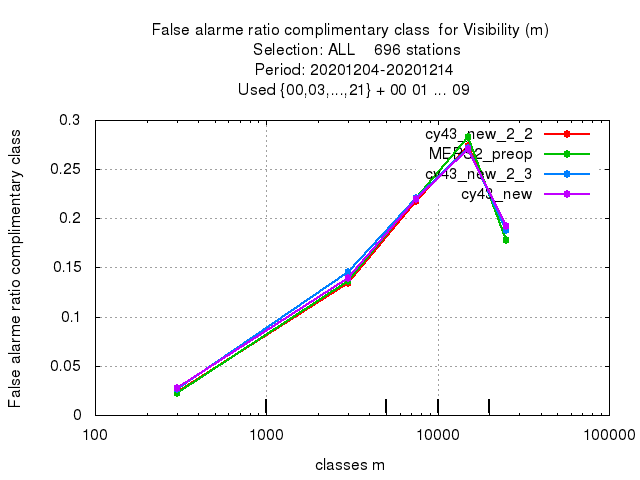 False alarme ratio complimentary class  for Visibility (m)
Selection: ALL    696 stations
Period: 20201204-20201214
Used {00,03,...,21} + 00 01 ... 09
False alarme ratio complimentary class
0.3
0.25
0.2
0.15
0.1
0.05
0
cy43_new_2_2
MEPS2_preop
cy43_new_2_3
cy43_new
100
1000
10000
100000
classes m